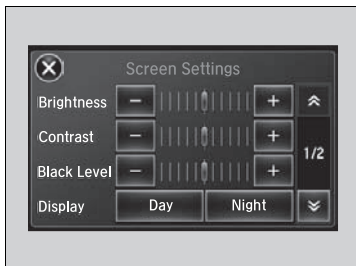 Screen Settings
Brightness − +
Contrast − +
1/2
Black Level − +
Display Day Night